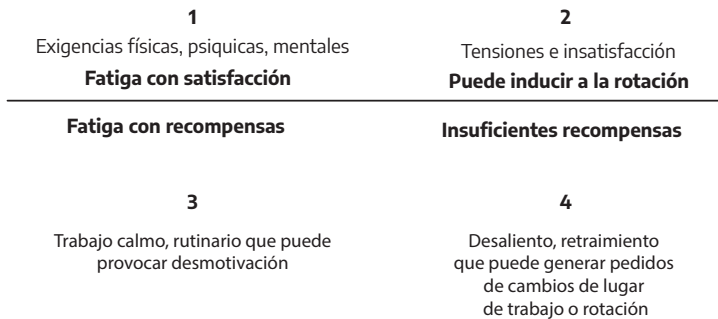 1
Exigencias físicas, psiquicas, mentales
Fatiga con satisfacción
2
Tensiones e insatisfacción
Puede inducir a la rotación
Fatiga con recompensas
Insuficientes recompensas
3
Trabajo calmo, rutinario que puede
provocar desmotivación
4
Desaliento, retraimiento
que puede generar pedidos
de cambios de lugar
de trabajo o rotación